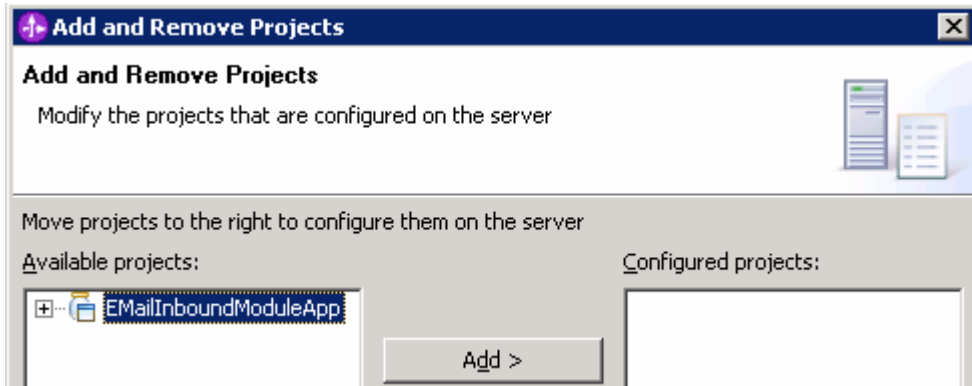 Add and Remove Projects
Add and Remove Projects
Modify the projects that are configured on the server
Move projects to the right to configure them on the server
Available projects:
Configured projects:
EMailInboundModuleApp
Add >